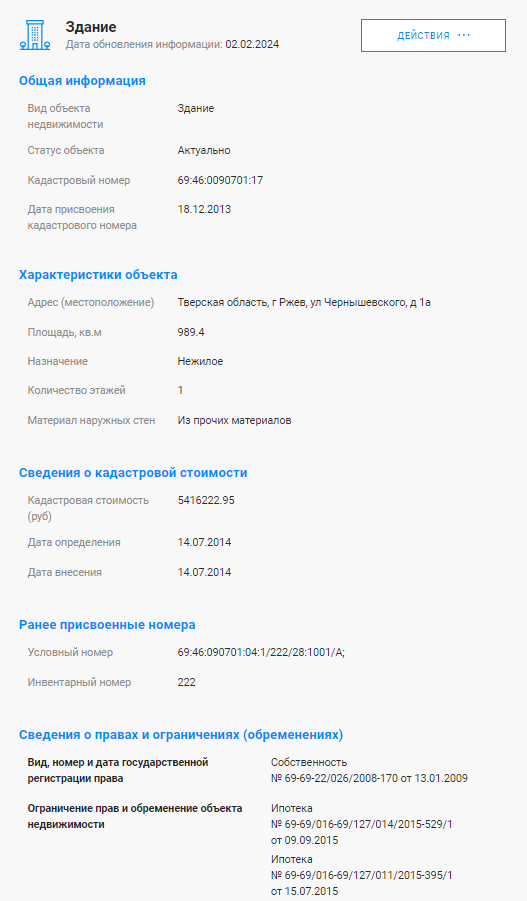 Здание
Дата обновления информации: 02.02.2024
ДЕЙСТВИЯ ···
Общая информация
Вид объекта
недвижимости
Здание
Статус объекта
Актуально
Кадастровый номер
69:46:0090701:17
Дата присвоения
кадастрового номера
18.12.2013
Характеристики объекта
Адрес (местоположение)
Тверская область, г Ржев, ул Чернышевского, д 1а
Площадь, кв.м
989.4
Назначение
Нежилое
Количество этажей
1
Материал наружных стен
Из прочих материалов
Сведения о кадастровой стоимости
Кадастровая стоимость
(руб)
5416222.95
Дата определения
14.07.2014
Дата внесения
14.07.2014
Ранее присвоенные номера
Условный номер
69:46:090701:04:1/222/28:1001/А;
Инвентарный номер
222
Сведения о правах и ограничениях (обременениях)
Вид, номер и дата государственной
регистрации права
Собственность
№ 69-69-22/026/2008-170 от 13.01.2009
Ограничение прав и обременение объекта
недвижимости
Ипотека
№ 69-69/016-69/127/014/2015-529/1
от 09.09.2015
Ипотека
№ 69-69/016-69/127/011/2015-395/1
от 15.07.2015